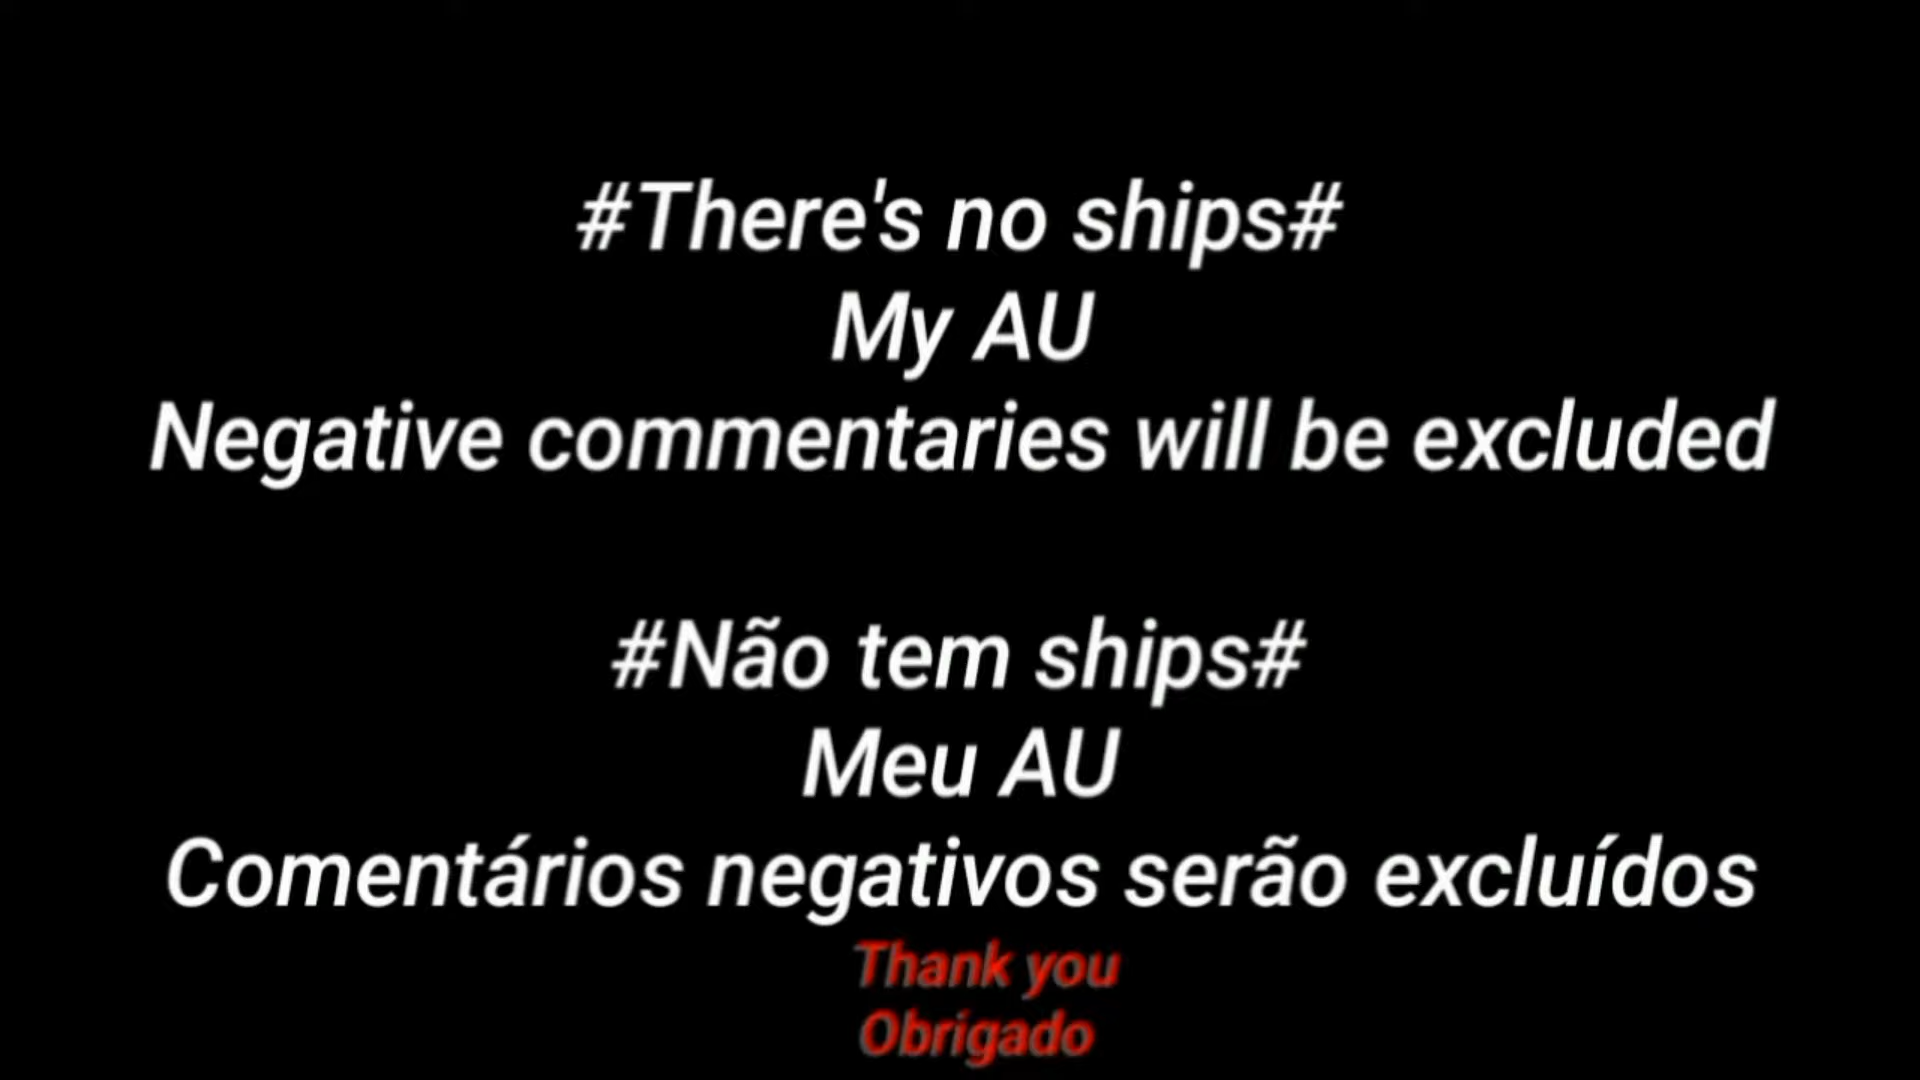 #There's no ships#
My AU
Negative commentaries will be excluded
#Não tem ships#
Meu AU
Comentários negativos serão excluídos
Thank you
Obrigado